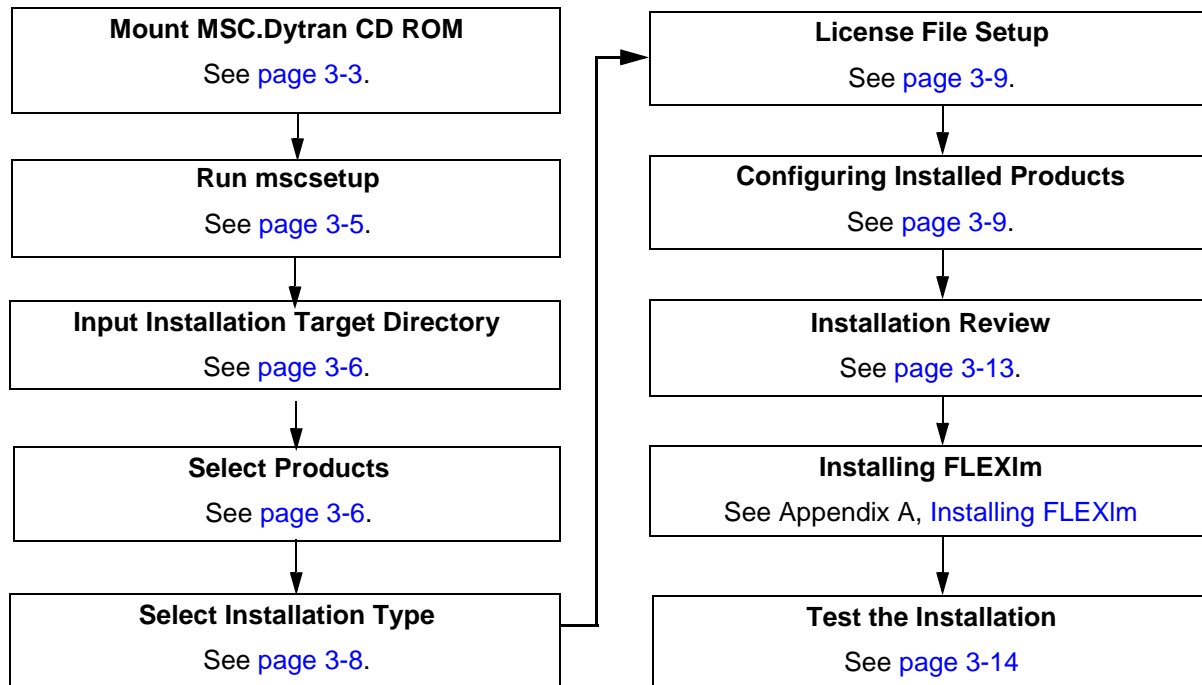 Mount MSC.Dytran CD ROM
See page 3-3.
Run mscsetup
See page 3-5.
Input Installation Target Directory
See page 3-6.
Select Products
See page 3-6.
Select Installation Type
See page 3-8.
License File Setup
See page 3-9.
Configuring Installed Products
See page 3-9.
Installation Review
See page 3-13.
Installing FLEXlm
See Appendix A, Installing FLEXlm
Test the Installation
See page 3-14